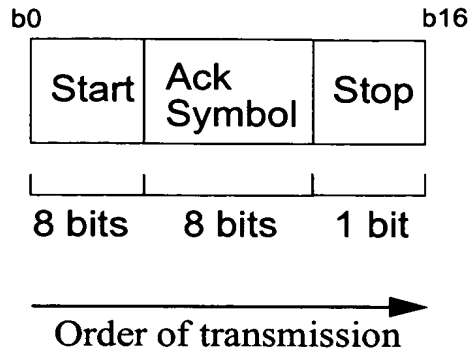 b0 b16
Start Ack Symbol Stop
8 bits 8 bits 1 bit
Order of transmission